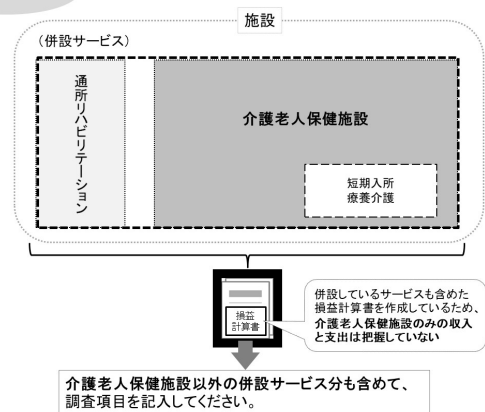 施設
（併設サービス）
通所リハビリテーション
介護老人保健施設
短期入所
療養介護
損益
計算書
併設しているサービスも含めた
損益計算書を作成しているため、
介護老人保健施設のみの収入
と支出は把握していない
介護老人保健施設以外の併設サービス分も含めて、
調査項目を記入してください。